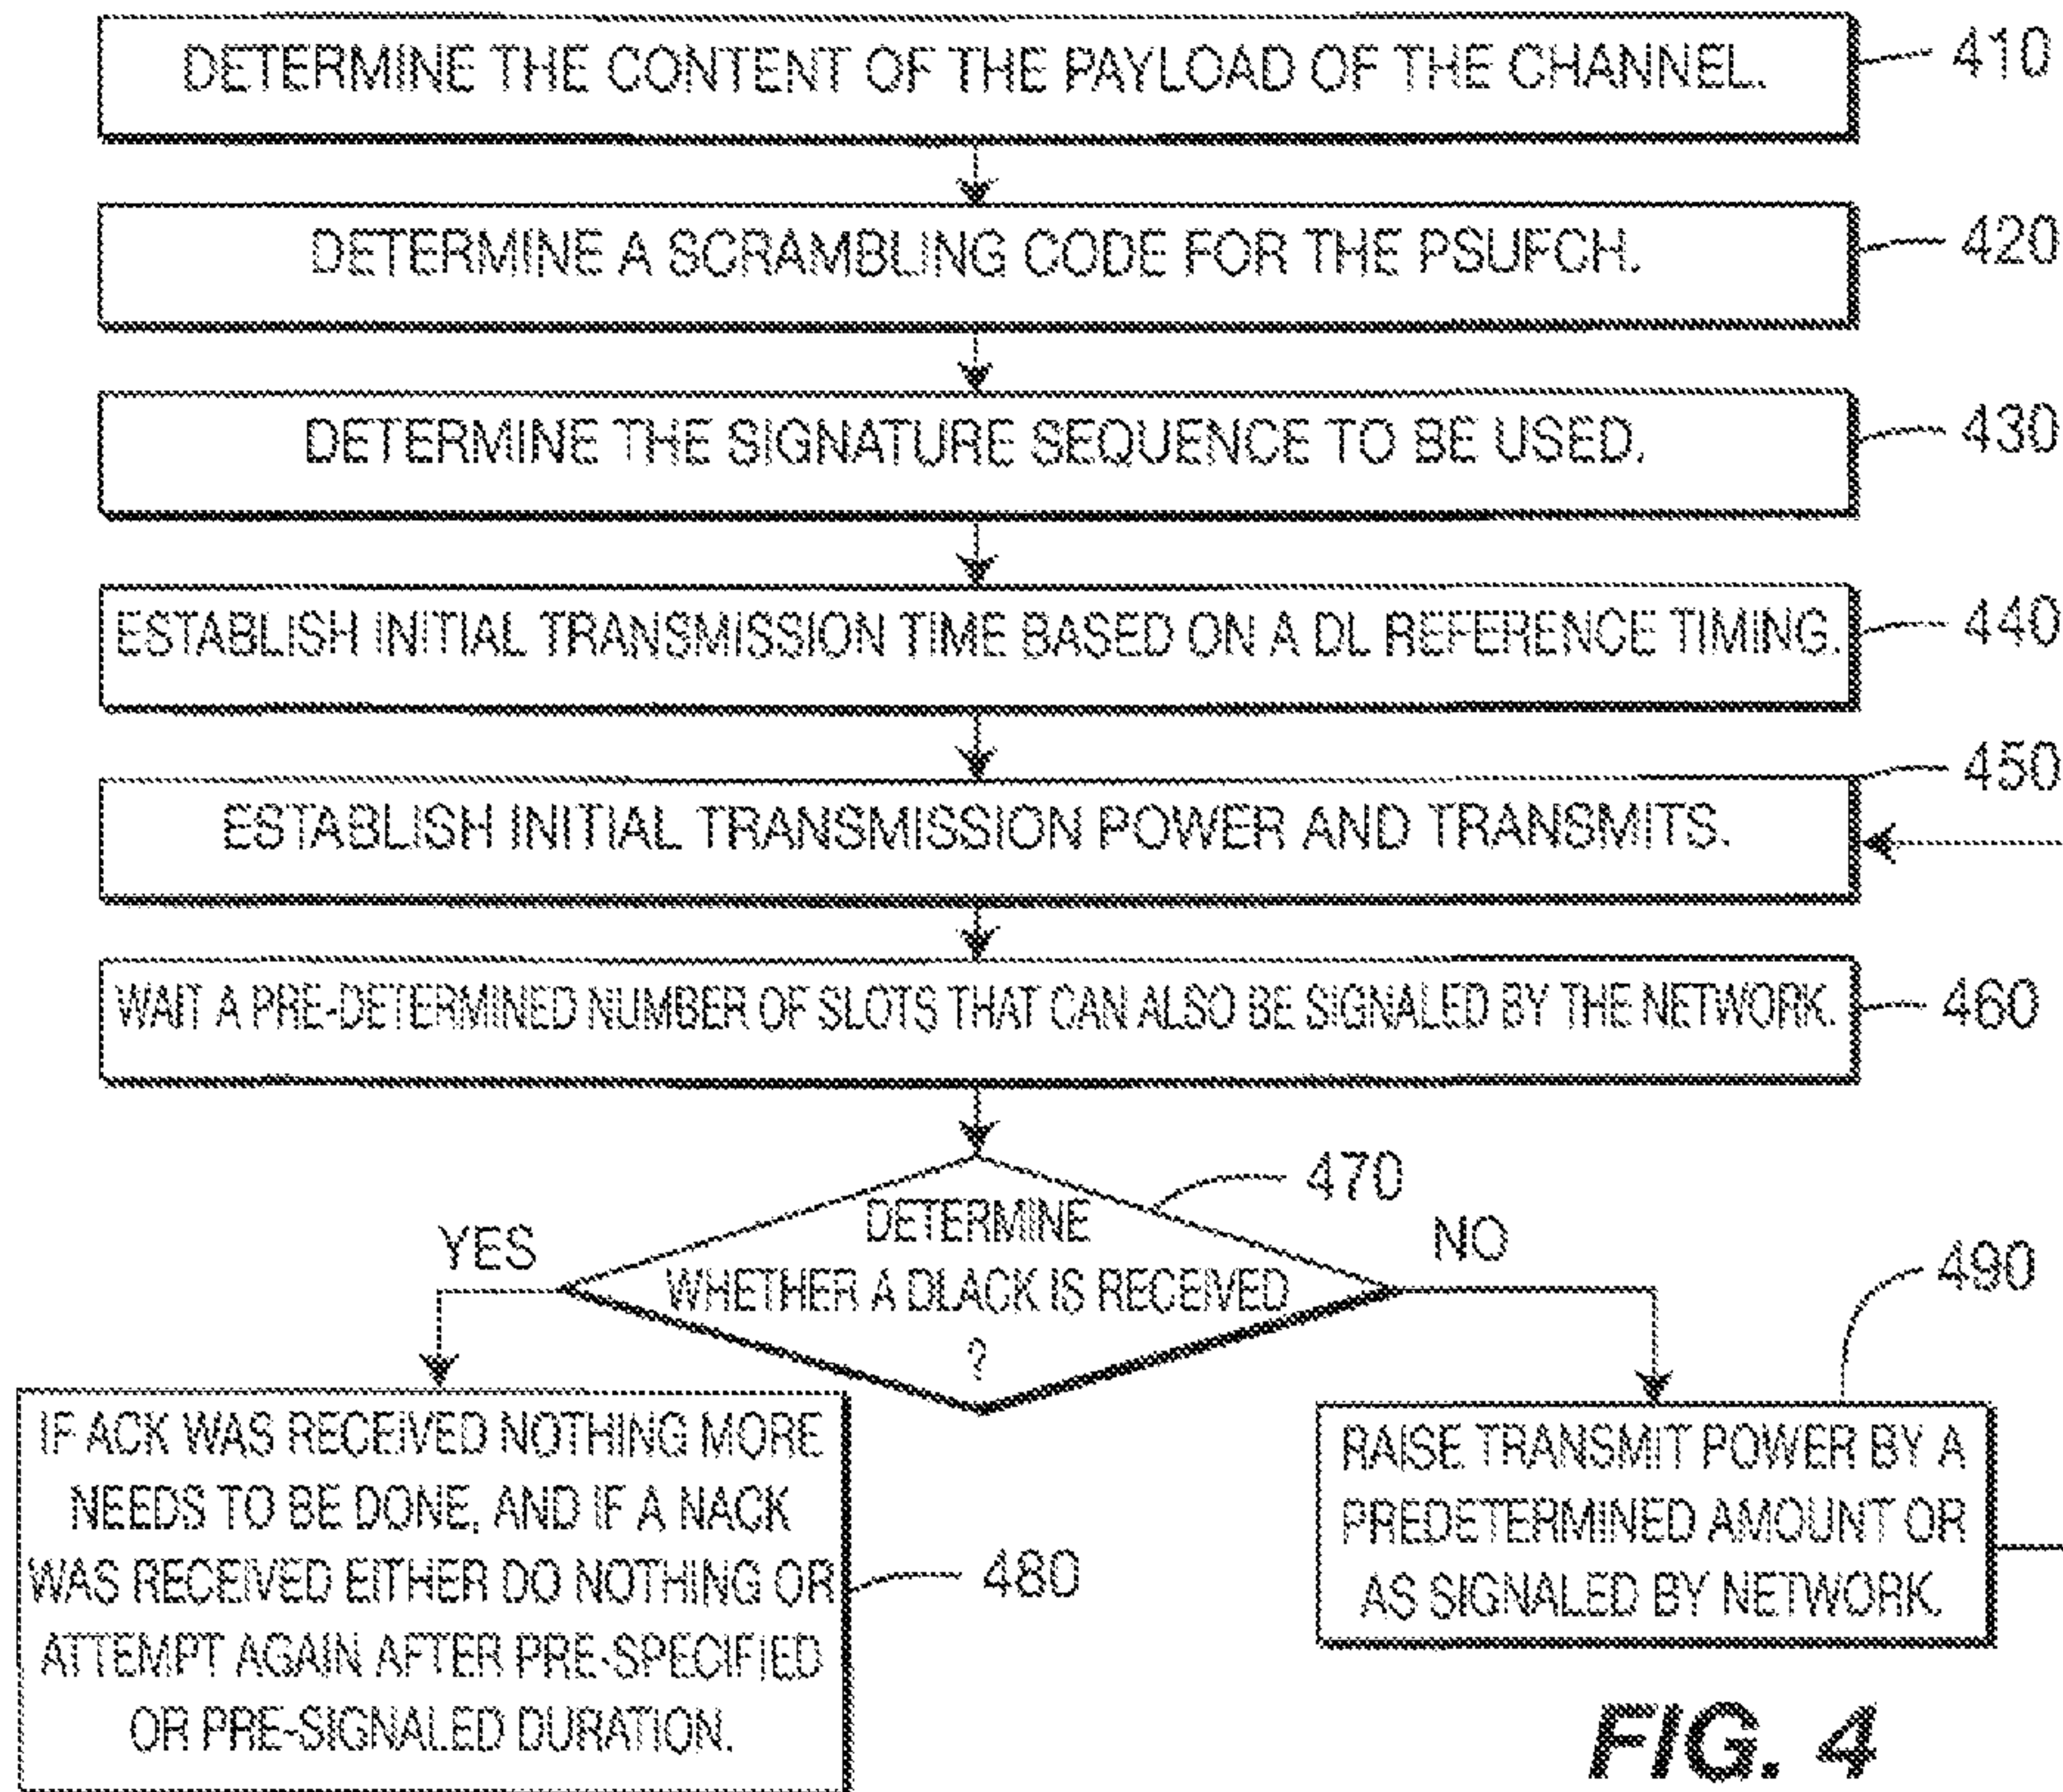 DETERMINE THE CONTENT OF THE PAYLOAD OF THE CHANNEL.
410
DETERMINE A SCRAMBLING CODE FOR THE PSUFCH.
420
DETERMINE THE SIGNATURE SEQUENCE TO BE USED.
430
ESTABLISH INITIAL TRANSMISSION TIME BASED ON A DL REFERENCE TIMING.
440
ESTABLISH INITIAL TRANSMISSION POWER AND TRANSMITS.
450
WAIT A PRE-DETERMINED NUMBER OF SLOTS THAT CAN ALSO BE SIGNALED BY THE NETWORK.
460
DETERMINE
WHETHER A DLACK IS RECEIVED
?
470
YES
NO
IF ACK WAS RECEIVED NOTHING MORE
NEEDS TO BE DONE, AND IF A NACK
WAS RECEIVED EITHER DO NOTHING OR
ATTEMPT AGAIN AFTER PRE-SPECIFIED
OR PRE-SIGNALED DURATION.
480
490
RAISE TRANSMIT POWER BY A
PREDETERMINED AMOUNT OR
AS SIGNALED BY NETWORK.
FIG. 4